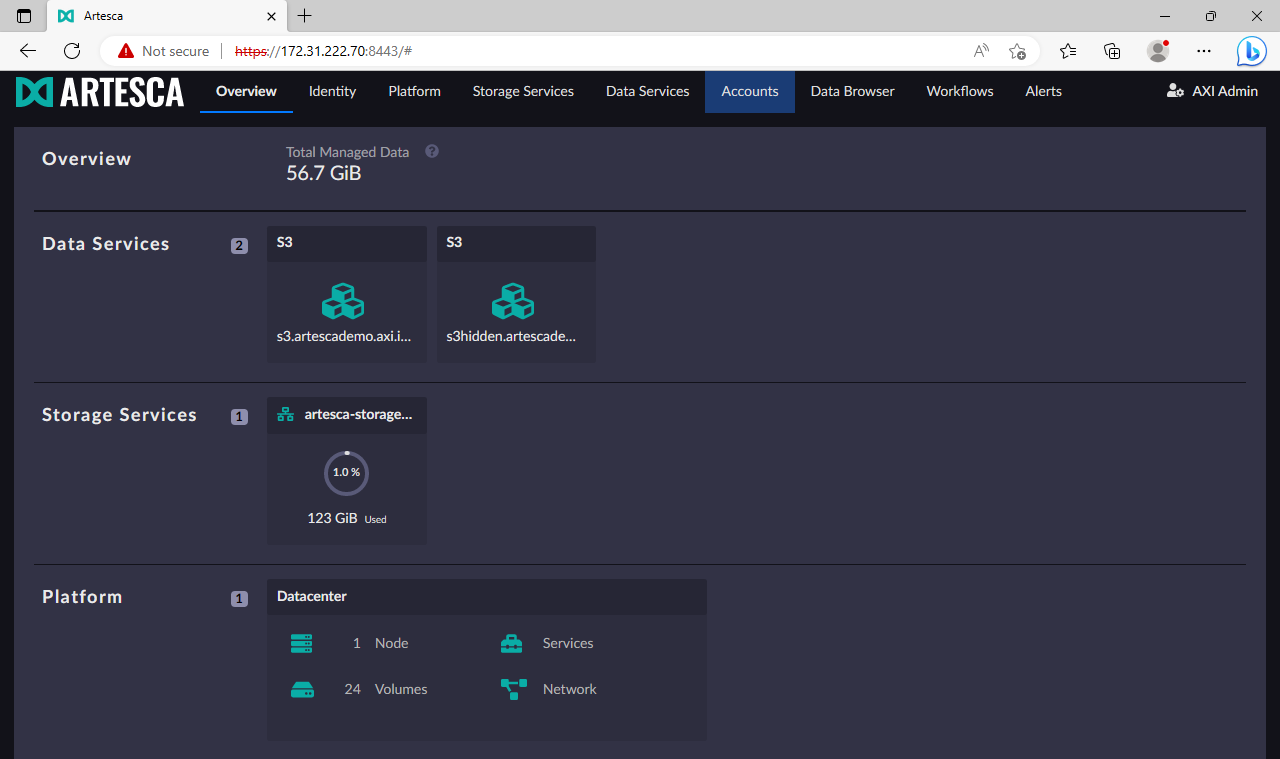 Artesca
Not secure https://172.31.222.70:8443/#
ARTESCA Overview Identity Platform Storage Services Data Services Accounts Data Browser Workflows Alerts AXI Admin
Overview
Total Managed Data ?
56.7 GiB
Data Services 2
S3
s3.artescademo.axi.i...
S3
s3hidden.artescade...
Storage Services 1
artesca-storage...
1.0 %
123 GiB Used
Platform 1
Datacenter
1 Node Services
24 Volumes Network